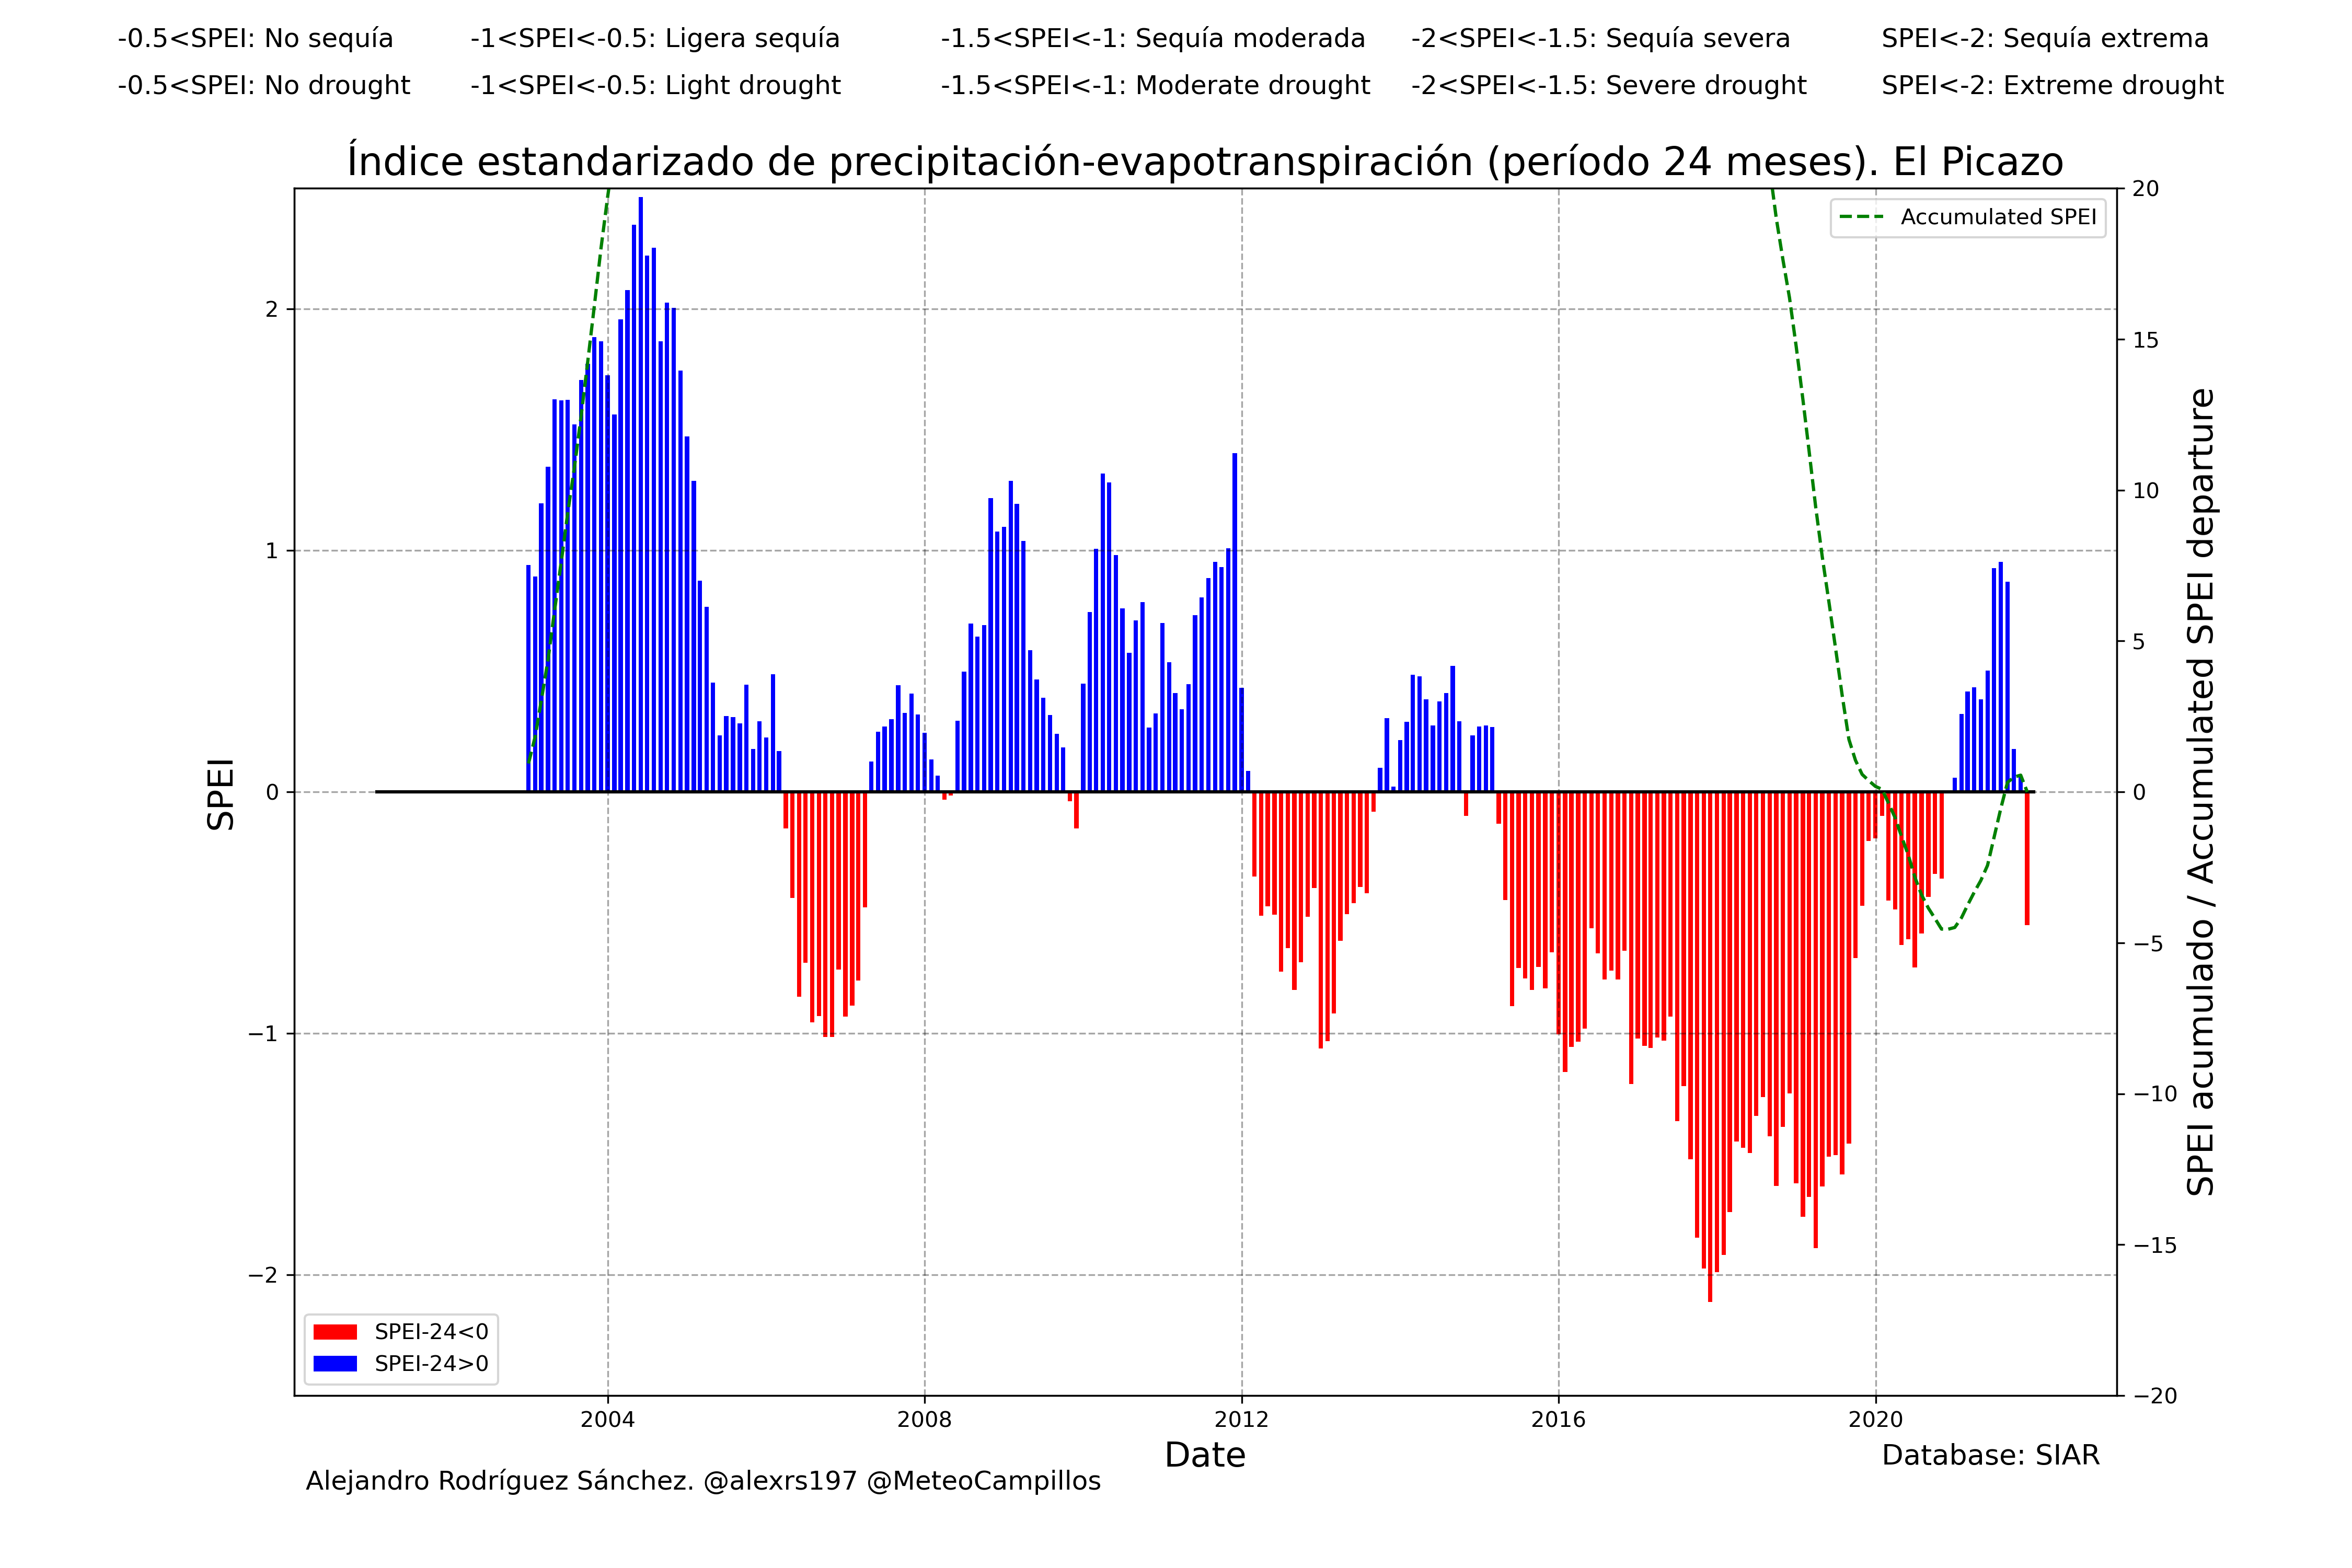 -0.5<SPEI: No sequía
-1<SPEI<-0.5: Ligera sequía
-1.5<SPEI<-1: Sequía moderada
-2<SPEI<-1.5: Sequía severa
SPEI<-2: Sequía extrema
-0.5<SPEI: No drought
-1<SPEI<-0.5: Light drought
-1.5<SPEI<-1: Moderate drought
-2<SPEI<-1.5: Severe drought
SPEI<-2: Extreme drought
Índice estandarizado de precipitación-evapotranspiración (período 24 meses). El Picazo
Accumulated SPEI
SPEI
2
1
0
−1
−2
20
15
10
5
0
−5
−10
−15
−20
SPEI acumulado / Accumulated SPEI departure
SPEI-24<0
SPEI-24>0
2004
2008
2012
2016
2020
Date
Database: SIAR
Alejandro Rodríguez Sánchez. @alexrs197 @MeteoCampillos